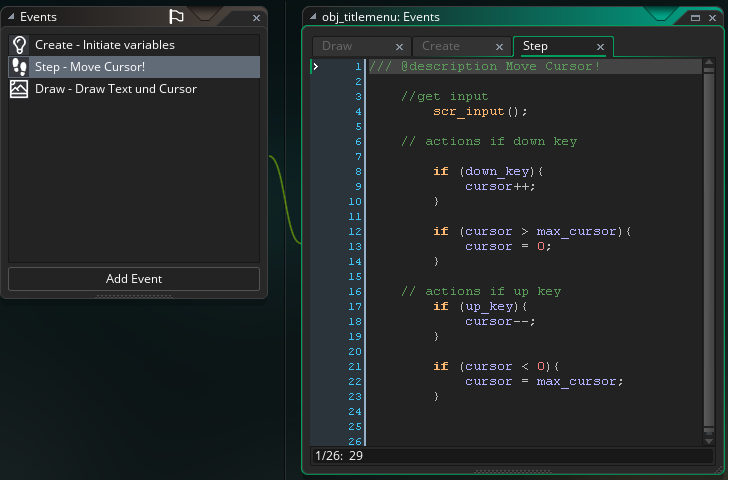 Events
Create - Initiate variables
Step - Move Cursor!
Draw - Draw Text und Cursor
Add Event
obj_titlemenu: Events
Draw
Create
Step
1 /// @description Move Cursor!
2
3 //get input
4 scr_input();
5
6 // actions if down key
7
8 if (down_key){
9 cursor++;
10 }
11
12 if (cursor > max_cursor){
13 cursor = 0;
14 }
15
16 // actions if up key
17 if (up_key){
18 cursor--;
19 }
20
21 if (cursor < 0){
22 cursor = max_cursor;
23 }
24
25
26
1/26: 29